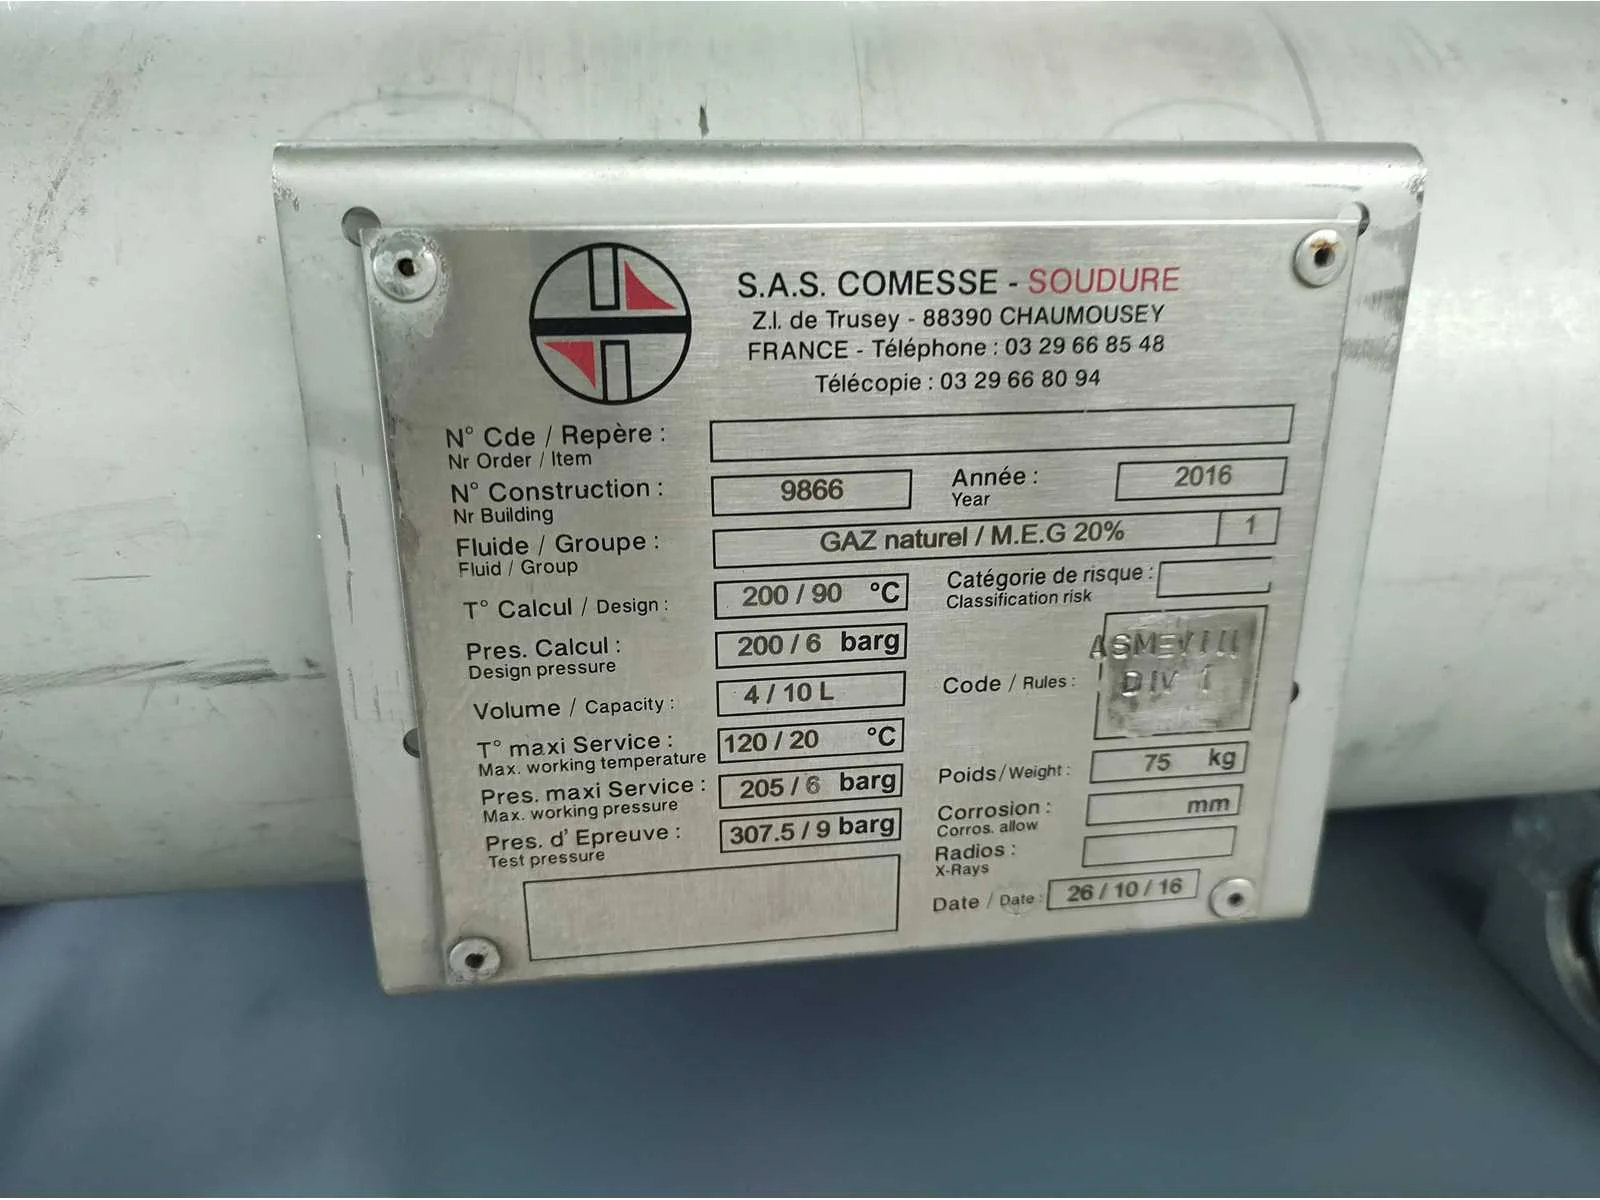 S.A.S. COMESSE - SOUDURE
Z.I. de Trusey - 88390 CHAUMOUSEY
FRANCE - Téléphone : 03 29 66 85 48
Télécopie : 03 29 66 80 94
N° Cde / Repère :
Nr Order / Item
N° Construction : 9866 Année : 2016
Nr Building Year
Fluide / Groupe : GAZ naturel / M.E.G 20% 1
Fluid / Group
T° Calcul / Design : 200 / 90 °C Catégorie de risque :
Classification risk
Pres. Calcul : 200 / 6 barg
Design pressure
Code / Rules : ASMEVIII
DIV 1
Volume / Capacity : 4 / 10 L
T° maxi Service : 120 / 20 °C
Max. working temperature
Poids / Weight : 75 kg
Pres. maxi Service : 205 / 6 barg
Max. working pressure
Corrosion : mm
Corros. allow
Pres. d' Epreuve : 307.5 / 9 barg
Test pressure
Radios :
X-Rays
Date / Date : 26 / 10 / 16